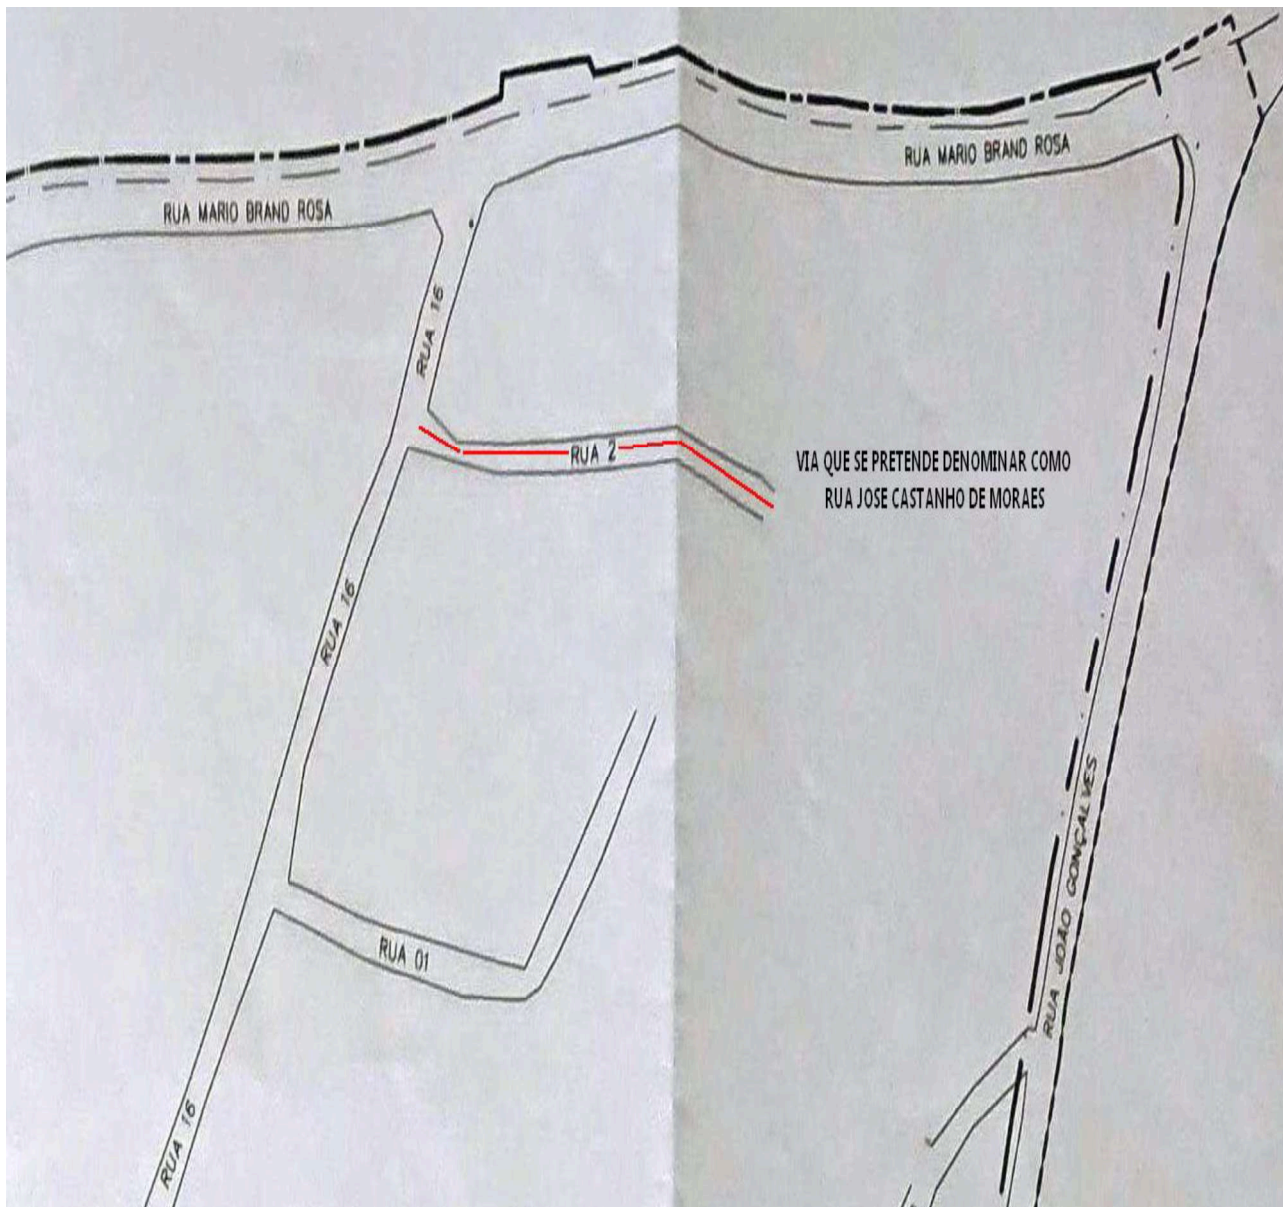 RUA MARIO BRAND ROSA
RUA MARIO BRAND ROSA
RUA 16
RUA 2
VIA QUE SE PRETENDE DENOMINAR COMO
RUA JOSE CASTANHO DE MORAES
RUA 16
RUA JOÃO GONÇALVES
RUA 01
RUA 16